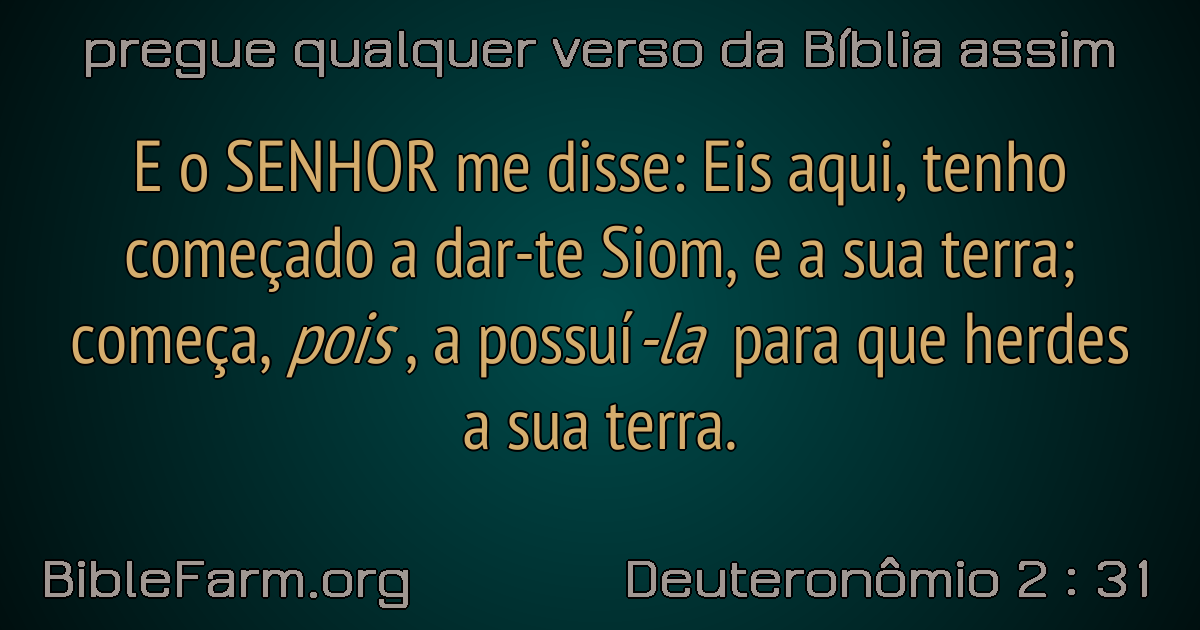 pregue qualquer verso da Bíblia assim
E o SENHOR me disse: Eis aqui, tenho
começado a dar-te Siom, e a sua terra;
começa, pois , a possuí-la para que herdes
a sua terra.
BibleFarm.org
Deuteronômio 2 : 31